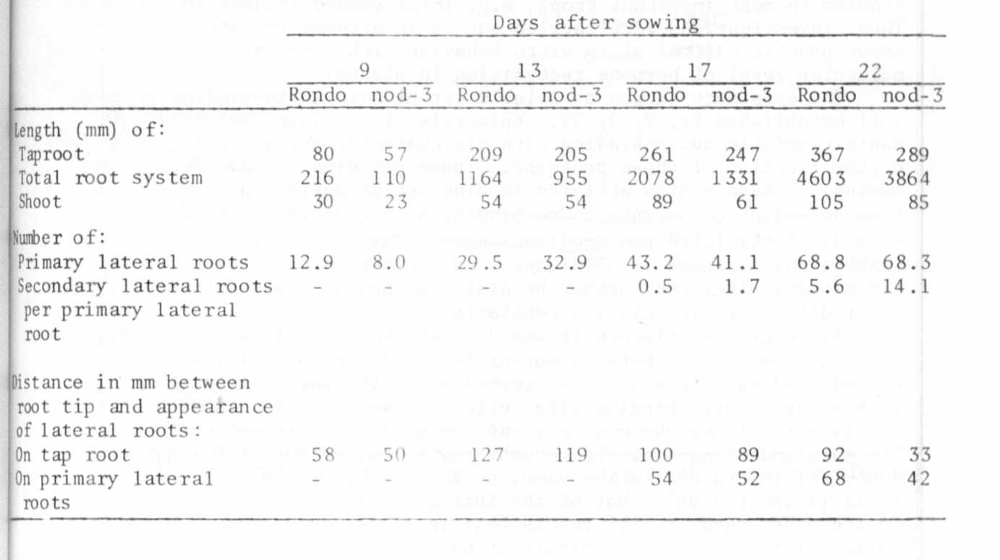 Days after sowing
9 13 17 22
Rondo nod-3 Rondo nod-3 Rondo nod-3 Rondo nod-3
Length (mm) of:
Taproot 80 57 209 205 261 247 367 289
Total root system 216 110 1164 955 2078 1331 4603 3864
Shoot 30 23 54 54 89 61 105 85
Number of:
Primary lateral roots 12.9 8.0 29.5 32.9 43.2 41.1 68.8 68.3
Secondary lateral roots - - - - 0.5 1.7 5.6 14.1
per primary lateral
root
Distance in mm between
root tip and appearance
of lateral roots:
On tap root 58 50 127 119 100 89 92 33
On primary lateral - - - - 54 52 68 42
roots